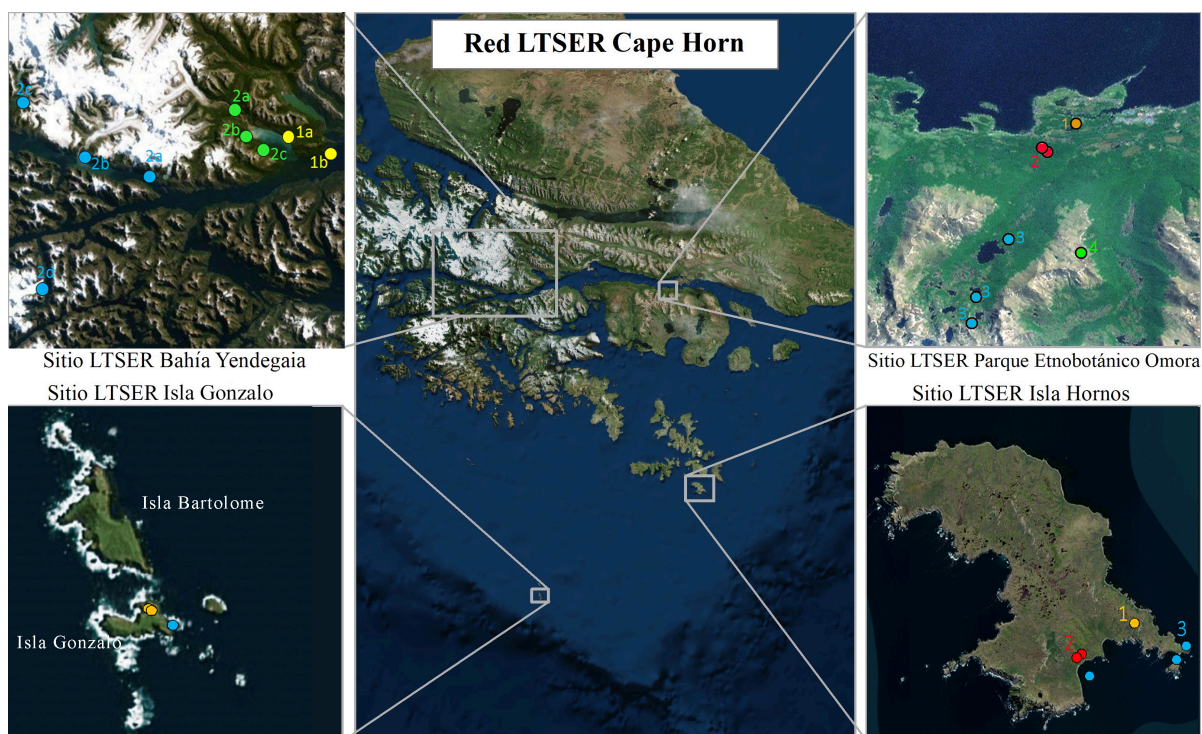 Red LTSER Cape Horn
2c
2a
2b
2c
1a
2b
2a
1b
2d
Sitio LTSER Bahía Yendegaia
1
2
3
4
3
3
Sitio LTSER Parque Etnobotánico Omora
Sitio LTSER Isla Gonzalo
Isla Bartolome
Isla Gonzalo
Sitio LTSER Isla Hornos
1
3
2